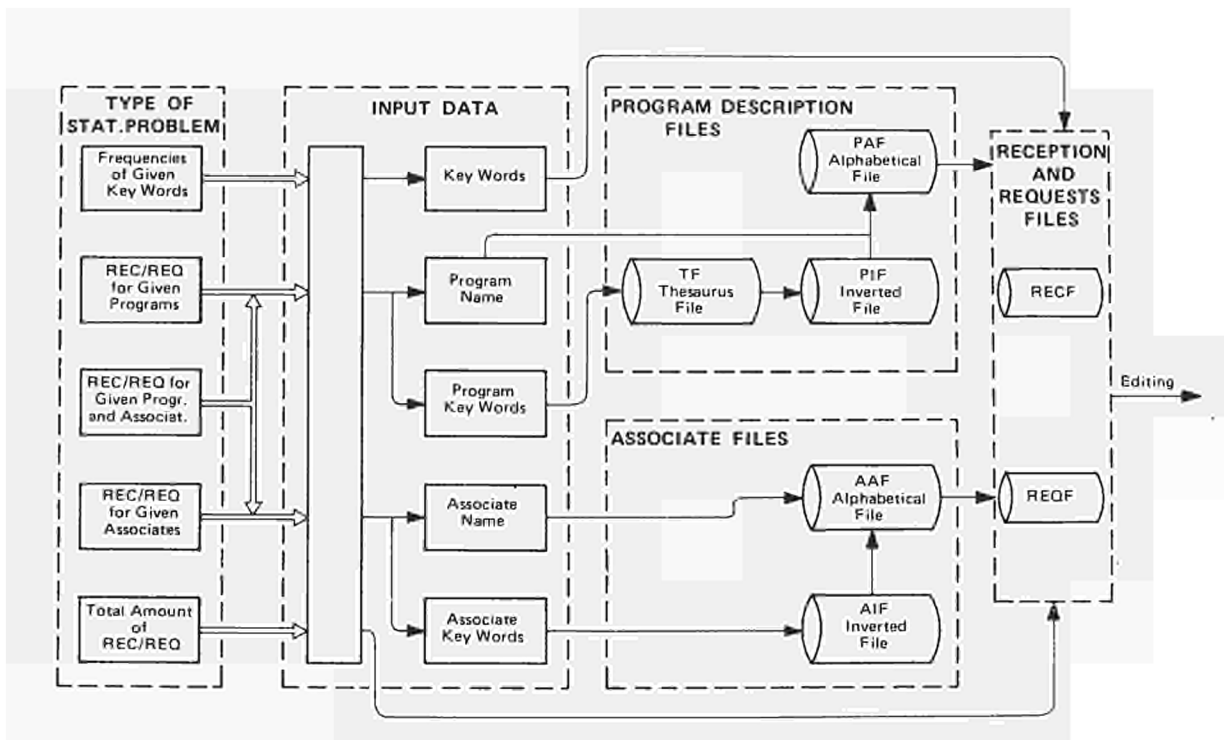 TYPE OF
STAT.PROBLEM
Frequencies
of Given
Key Words
REC/REQ
for Given
Programs
REC/REQ for
Given Progr.
and Associat.
REC/REQ
for Given
Associates
Total Amount
of
REC/REQ
INPUT DATA
Key Words
Program
Name
Program
Key Words
Associate
Name
Associate
Key Words
PROGRAM DESCRIPTION
FILES
PAF
Alphabetical
File
TF
Thesaurus
File
PIF
Inverted
File
ASSOCIATE FILES
AAF
Alphabetical
File
AIF
Inverted
File
RECEPTION
AND
REQUESTS
FILES
RECF
REQF
Editing